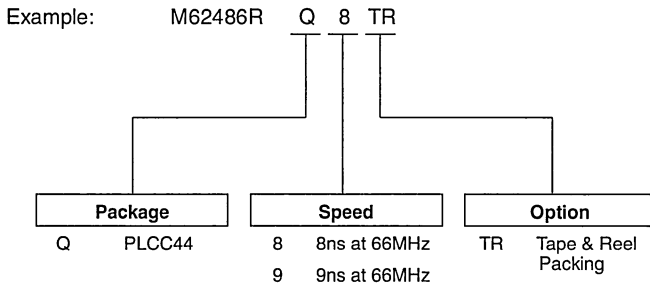 Example: M62486R Q 8 TR
Package Speed Option
Q PLCC44 8 8ns at 66MHz TR Tape & Reel
Packing
9 9ns at 66MHz